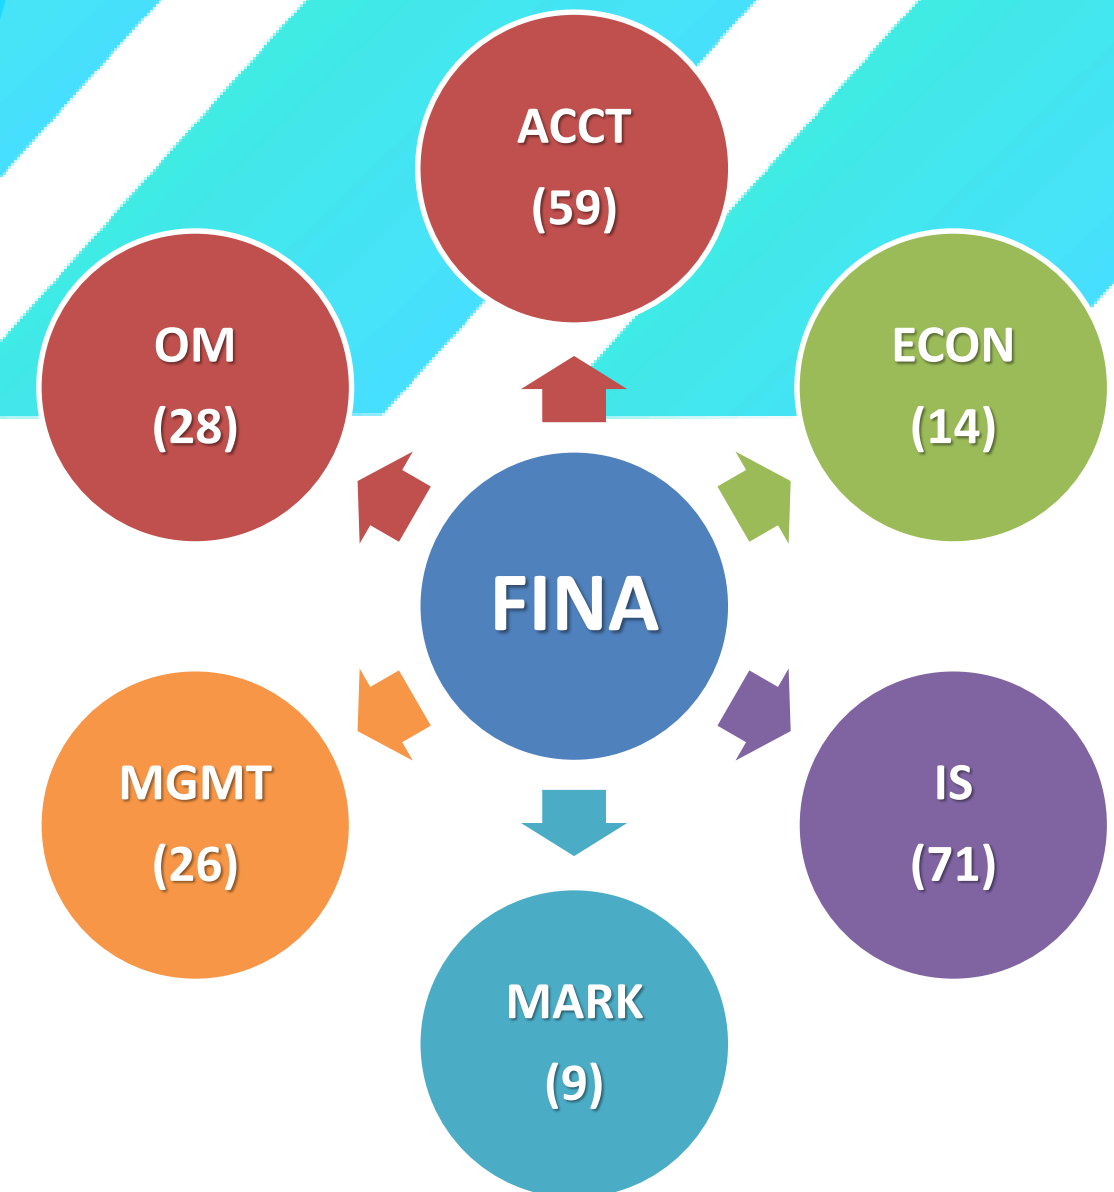 ACCT
(59)
OM
(28)
ECON
(14)
FINA
MGMT
(26)
IS
(71)
MARK
(9)